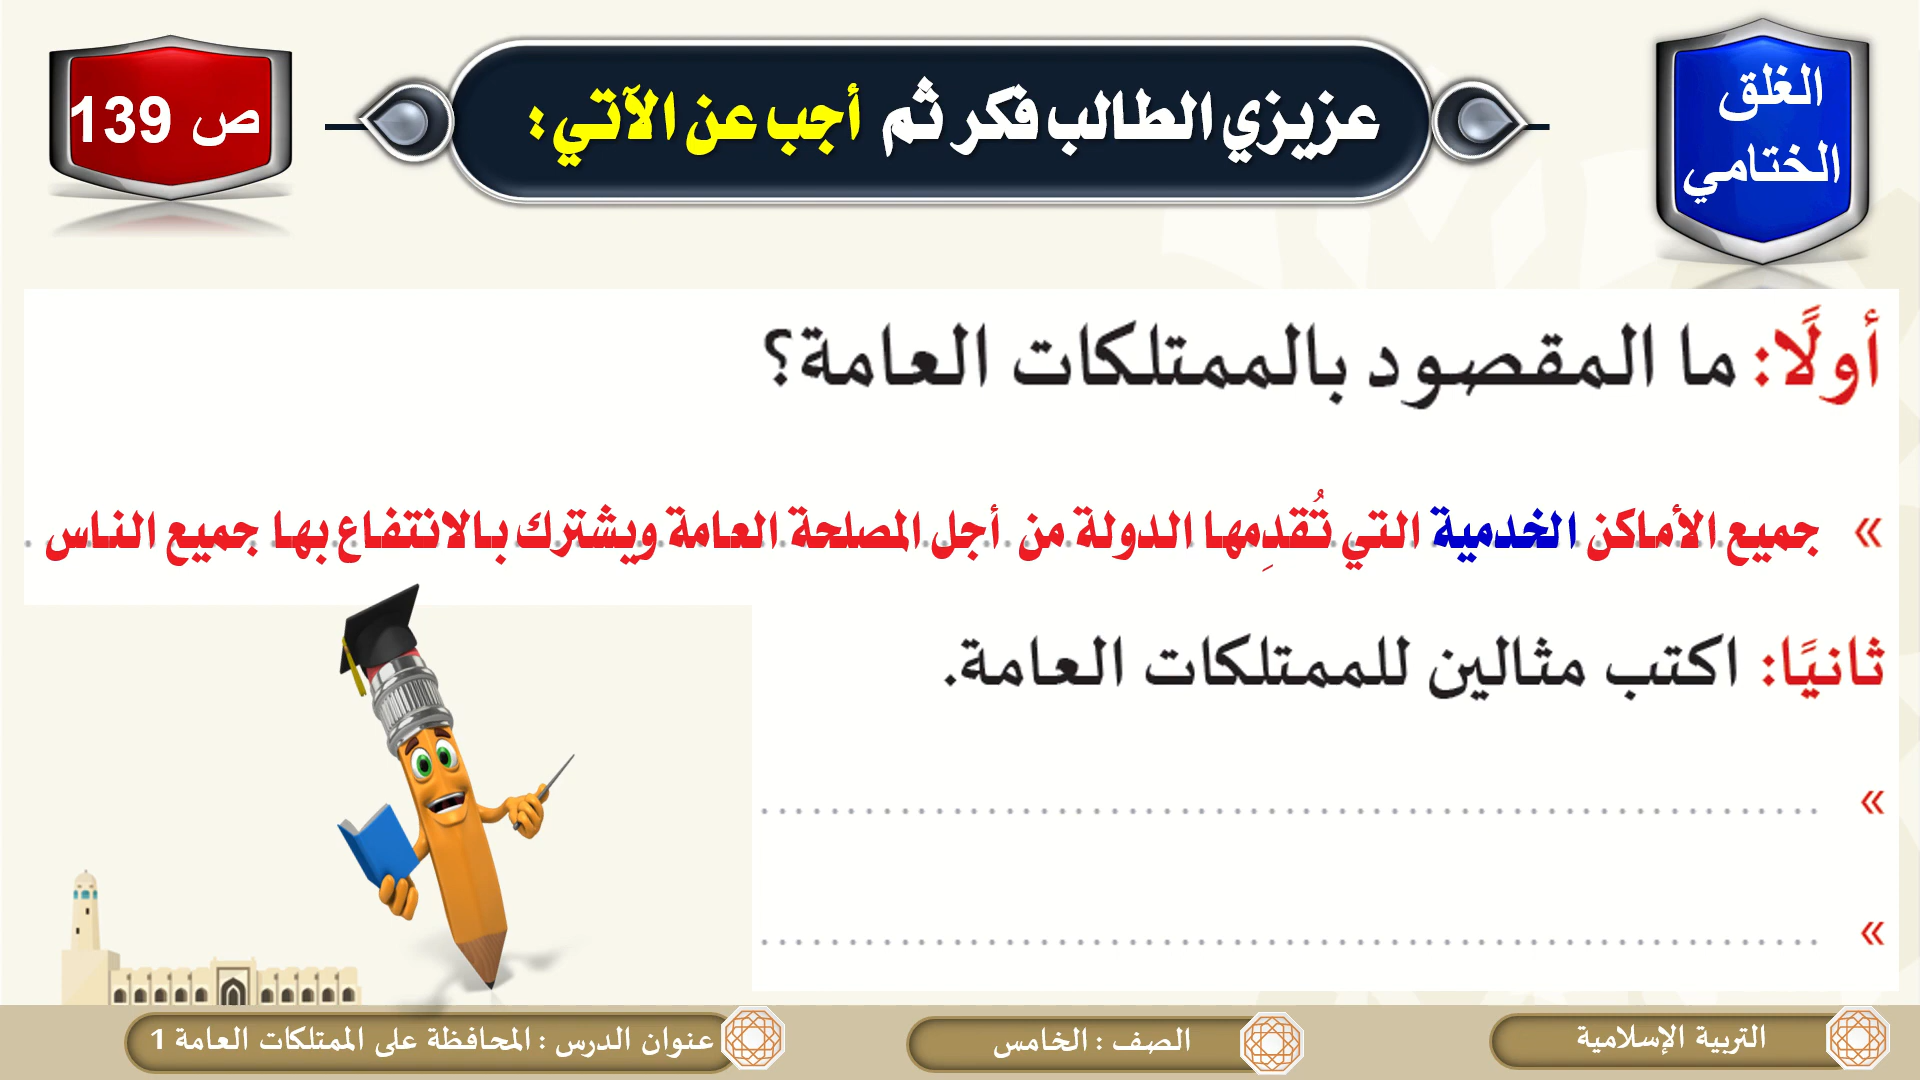 الغلق
الختامي
عزيزي الطالب فكر ثم أجب عن الآتي :
ص 139
أولًا: ما المقصود بالممتلكات العامة؟
» جميع الأماكن الخدمية التي تُقدِمها الدولة من أجل المصلحة العامة ويشترك بالانتفاع بها جميع الناس .
ثانيًا: اكتب مثالين للممتلكات العامة.
» ............................................................
» ............................................................
التربية الإسلامية
الصف : الخامس
عنوان الدرس : المحافظة على الممتلكات العامة 1